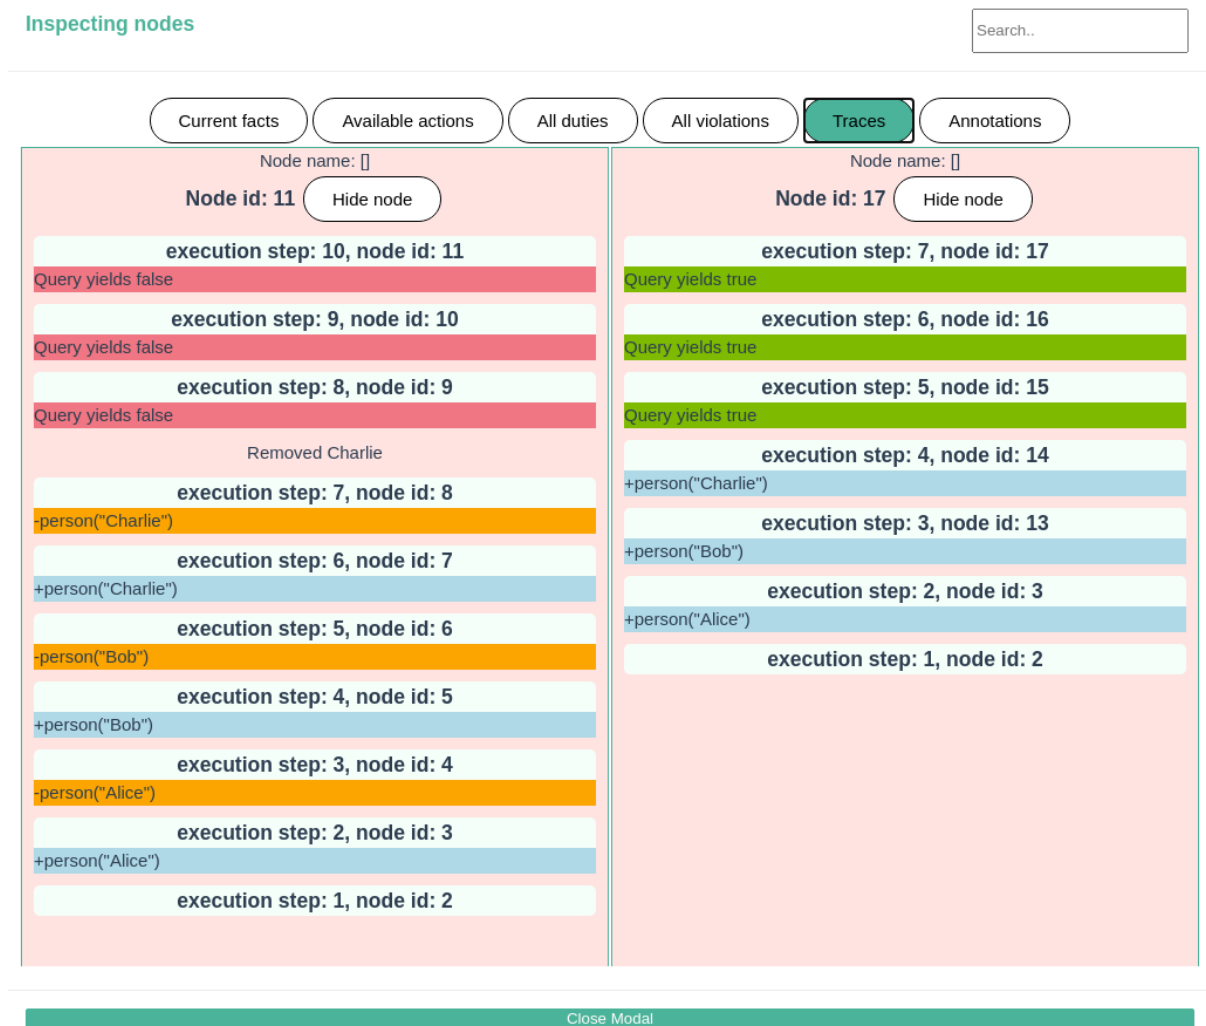 Inspecting nodes
Search..
Current facts
Available actions
All duties
All violations
Traces
Annotations
Node name: []
Node id: 11
Hide node
execution step: 10, node id: 11
Query yields false
execution step: 9, node id: 10
Query yields false
execution step: 8, node id: 9
Query yields false
Removed Charlie
execution step: 7, node id: 8
-person("Charlie")
execution step: 6, node id: 7
+person("Charlie")
execution step: 5, node id: 6
-person("Bob")
execution step: 4, node id: 5
+person("Bob")
execution step: 3, node id: 4
-person("Alice")
execution step: 2, node id: 3
+person("Alice")
execution step: 1, node id: 2
Node name: []
Node id: 17
Hide node
execution step: 7, node id: 17
Query yields true
execution step: 6, node id: 16
Query yields true
execution step: 5, node id: 15
Query yields true
execution step: 4, node id: 14
+person("Charlie")
execution step: 3, node id: 13
+person("Bob")
execution step: 2, node id: 3
+person("Alice")
execution step: 1, node id: 2
Close Modal